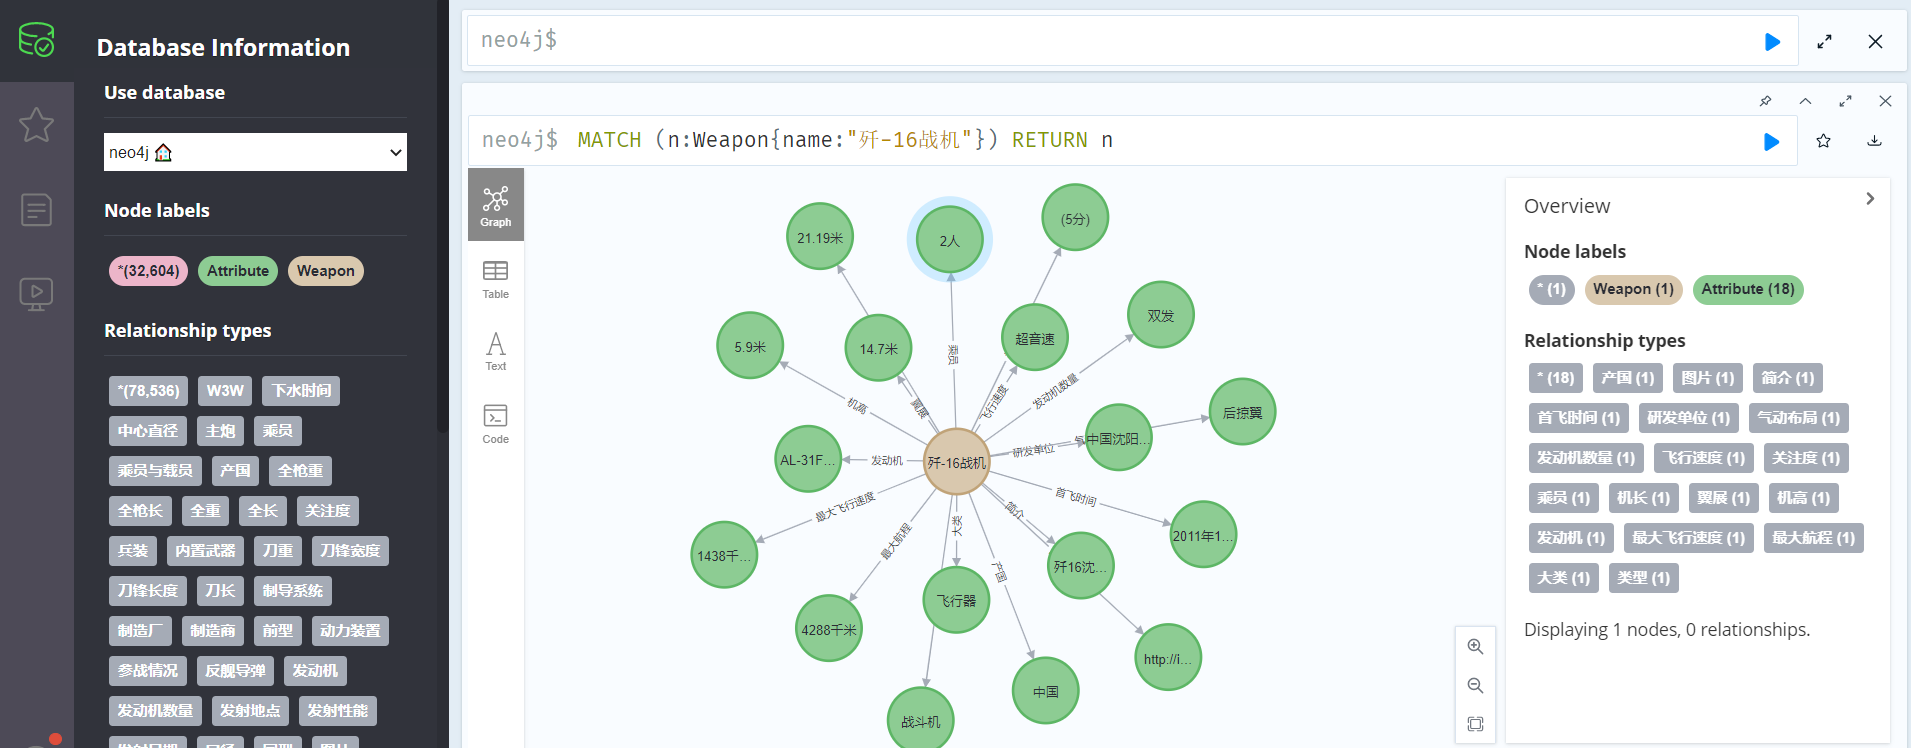 Database Information
Use database
neo4j
Node labels
*(32,604) Attribute Weapon
Relationship types
*(78,536) W3W 下水时间
中心直径 主炮 乘员
乘员与载员 产国 全枪重
全枪长 全重 全长 关注度
兵装 内置武器 刀重 刀锋宽度
刀锋长度 刀长 制导系统
制造厂 制造商 前型 动力装置
参战情况 反舰导弹 发动机
发动机数量 发射地点 发射性能
neo4j$
neo4j$ MATCH (n:Weapon{name:"歼-16战机"}) RETURN n
Graph
Table
Text
Code
21.19米
2人
(5分)
双发
5.9米
14.7米
超音速
后掠翼
中国沈阳...
AL-31F...
歼-16战机
2011年1...
1438千...
歼16沈...
4288千米
飞行器
http://i...
中国
战斗机
乘员
飞行速度
发动机数量
机高
翼展
研发单位
发动机
首飞时间
最大飞行速度
简介
大类
最大航程
产国
Overview
Node labels
* (1) Weapon (1) Attribute (18)
Relationship types
* (18) 产国 (1) 图片 (1) 简介 (1)
首飞时间 (1) 研发单位 (1) 气动布局 (1)
发动机数量 (1) 飞行速度 (1) 关注度 (1)
乘员 (1) 机长 (1) 翼展 (1) 机高 (1)
发动机 (1) 最大飞行速度 (1) 最大航程 (1)
大类 (1) 类型 (1)
Displaying 1 nodes, 0 relationships.